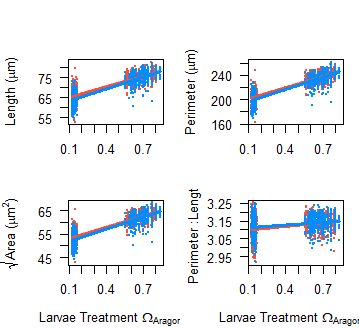 Length (μm)
75
65
55
0.1 0.4 0.7
Perimeter (μm)
240
200
160
0.1 0.4 0.7
√Area (μm²)
65
55
45
0.1 0.4 0.7
Larvae Treatment ΩAragor
Perimeter :Lengt
3.25
3.15
3.05
2.95
0.1 0.4 0.7
Larvae Treatment ΩAragor